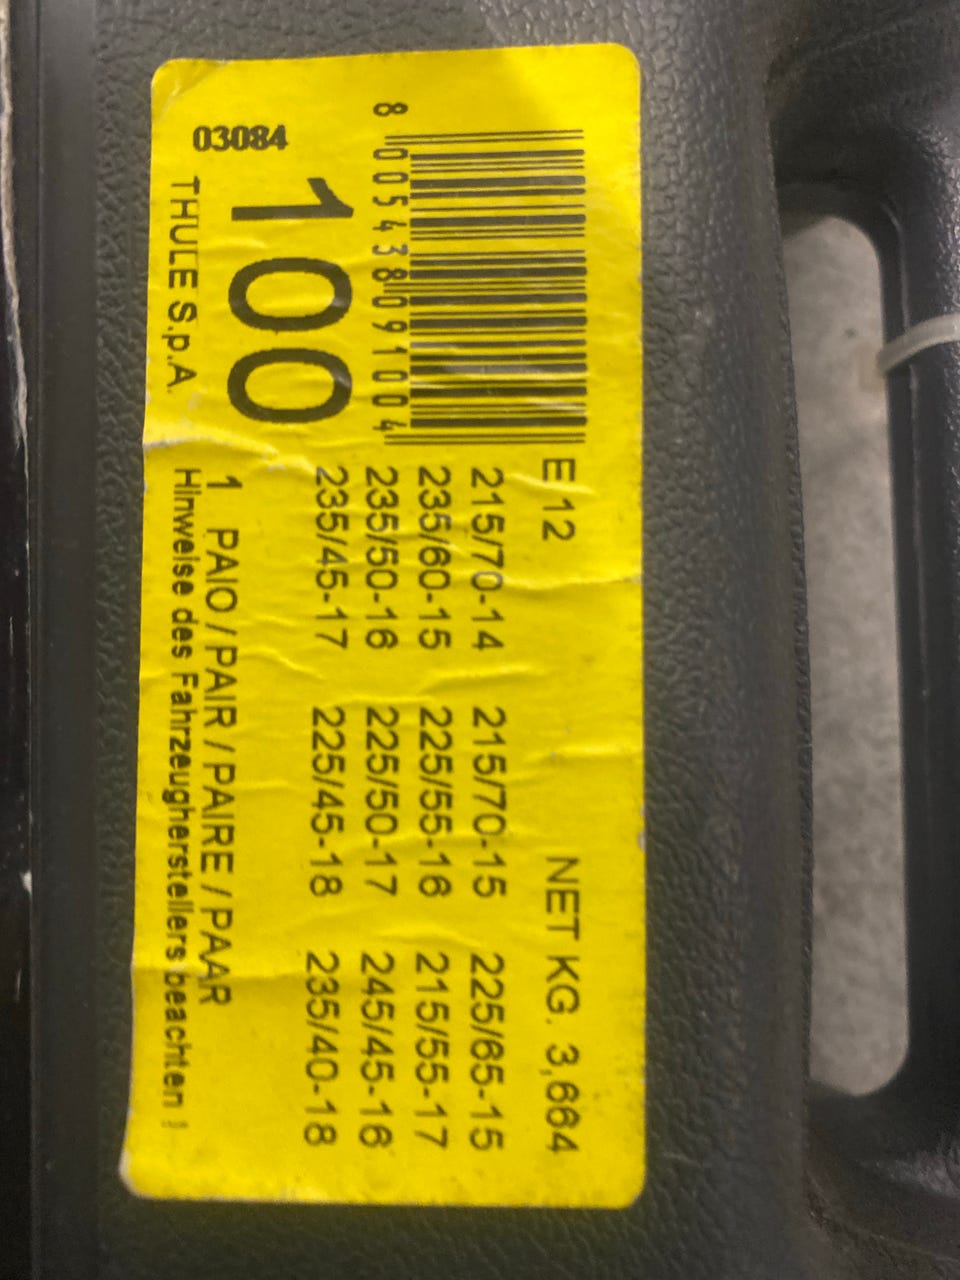 E 12 NET KG. 3,664
215/70-14 215/70-15 225/65-15
235/60-15 225/55-16 215/55-17
235/50-16 225/50-17 245/45-16
235/45-17 225/45-18 235/40-18
8 005438 091004
100
03084
1 PAIO / PAIR / PAIRE / PAAR
THULE S.p.A. Hinweise des Fahrzeugherstellers beachten !